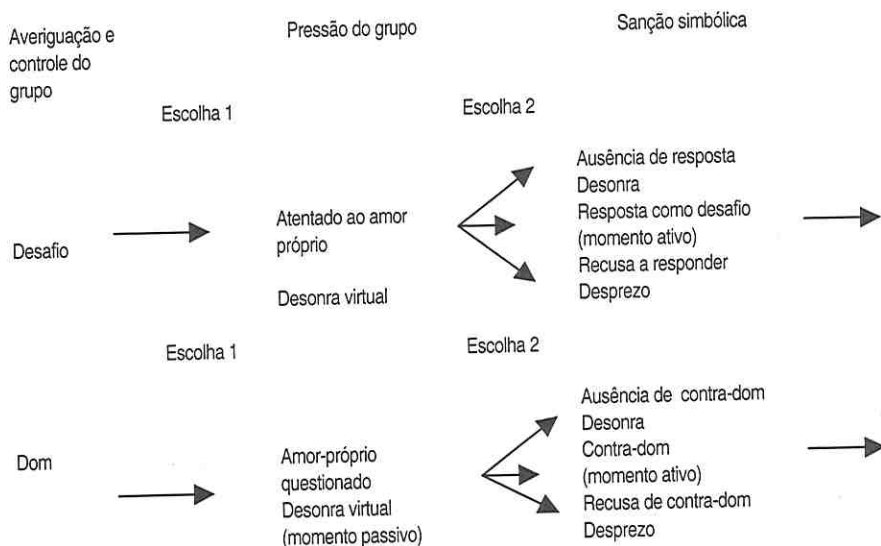 Averiguação e
controle do
grupo
Pressão do grupo
Sanção simbólica
Escolha 1
Escolha 2
Desafio
Atentado ao amor
próprio
Desonra virtual
Ausência de resposta
Desonra
Resposta como desafio
(momento ativo)
Recusa a responder
Desprezo
Escolha 1
Escolha 2
Dom
Amor-próprio
questionado
Desonra virtual
(momento passivo)
Ausência de contra-dom
Desonra
Contra-dom
(momento ativo)
Recusa de contra-dom
Desprezo